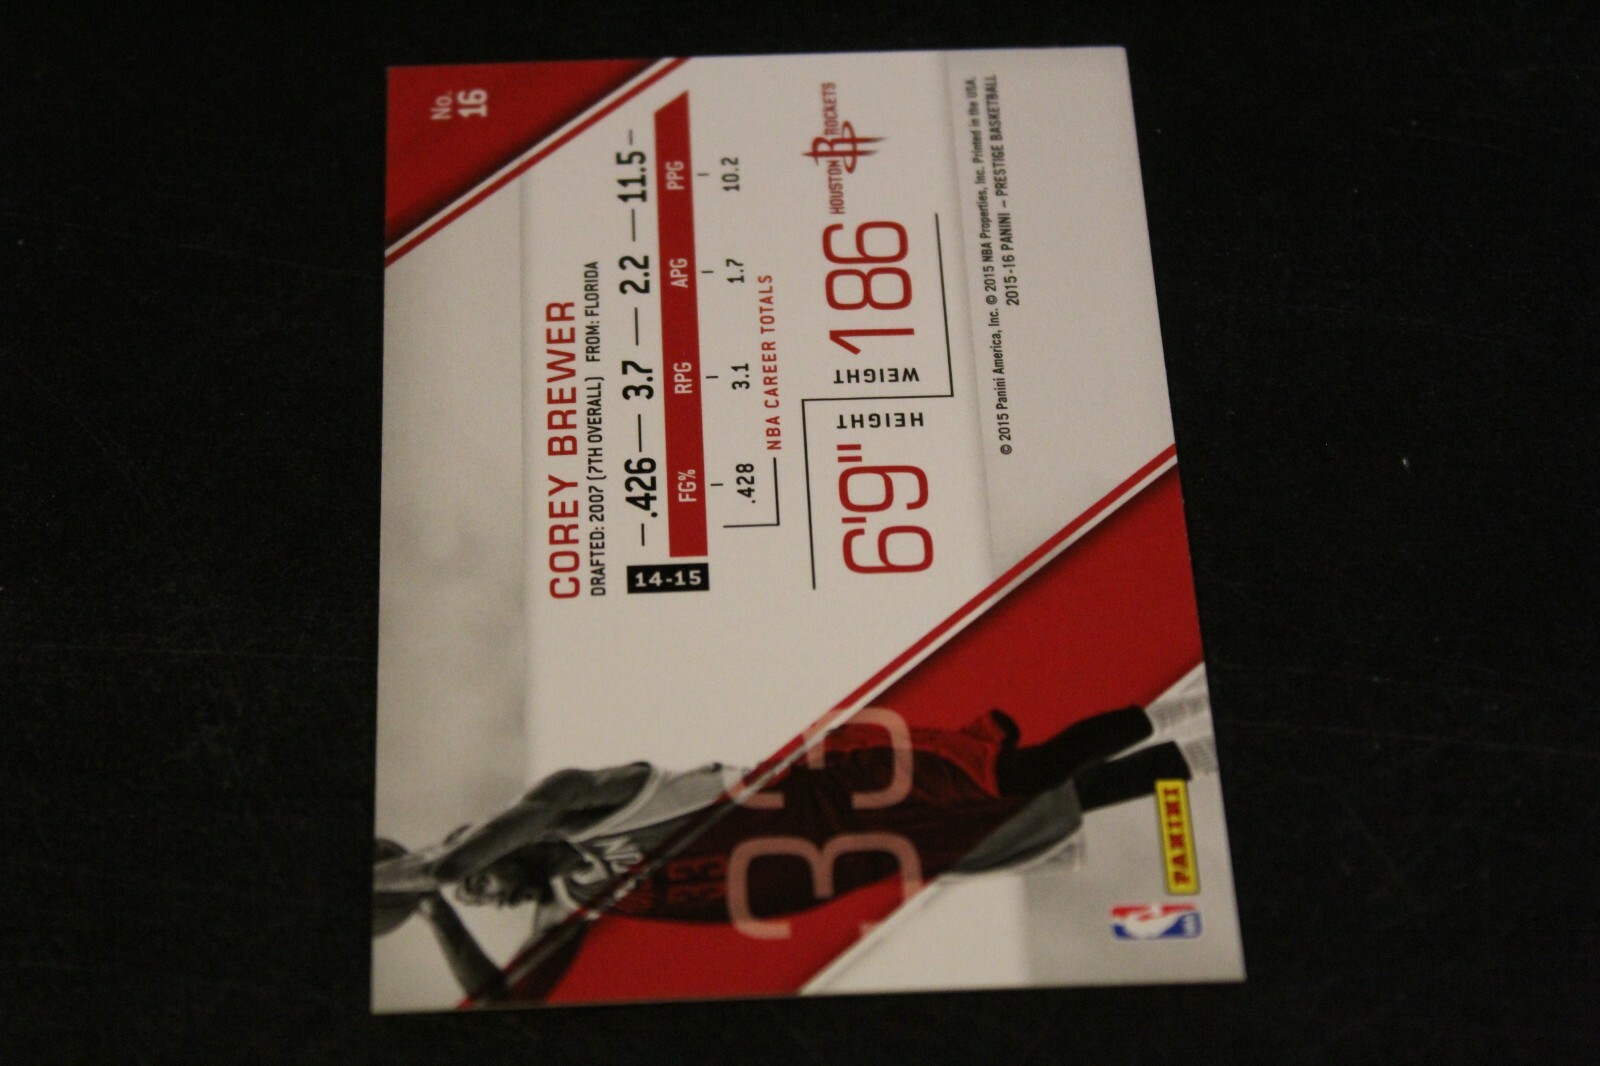 No.
16
COREY BREWER
DRAFTED: 2007 (7TH OVERALL) FROM: FLORIDA
14-15
.426 3.7 2.2 11.5
FG% RPG APG PPG
.428 3.1 1.7 10.2
NBA CAREER TOTALS
6'9" HEIGHT WEIGHT 186
HOUSTON ROCKETS
© 2015 Panini America, Inc. © 2015 NBA Properties, Inc. Printed in the USA.
2015-16 PANINI – PRESTIGE BASKETBALL
33
33
PANINI